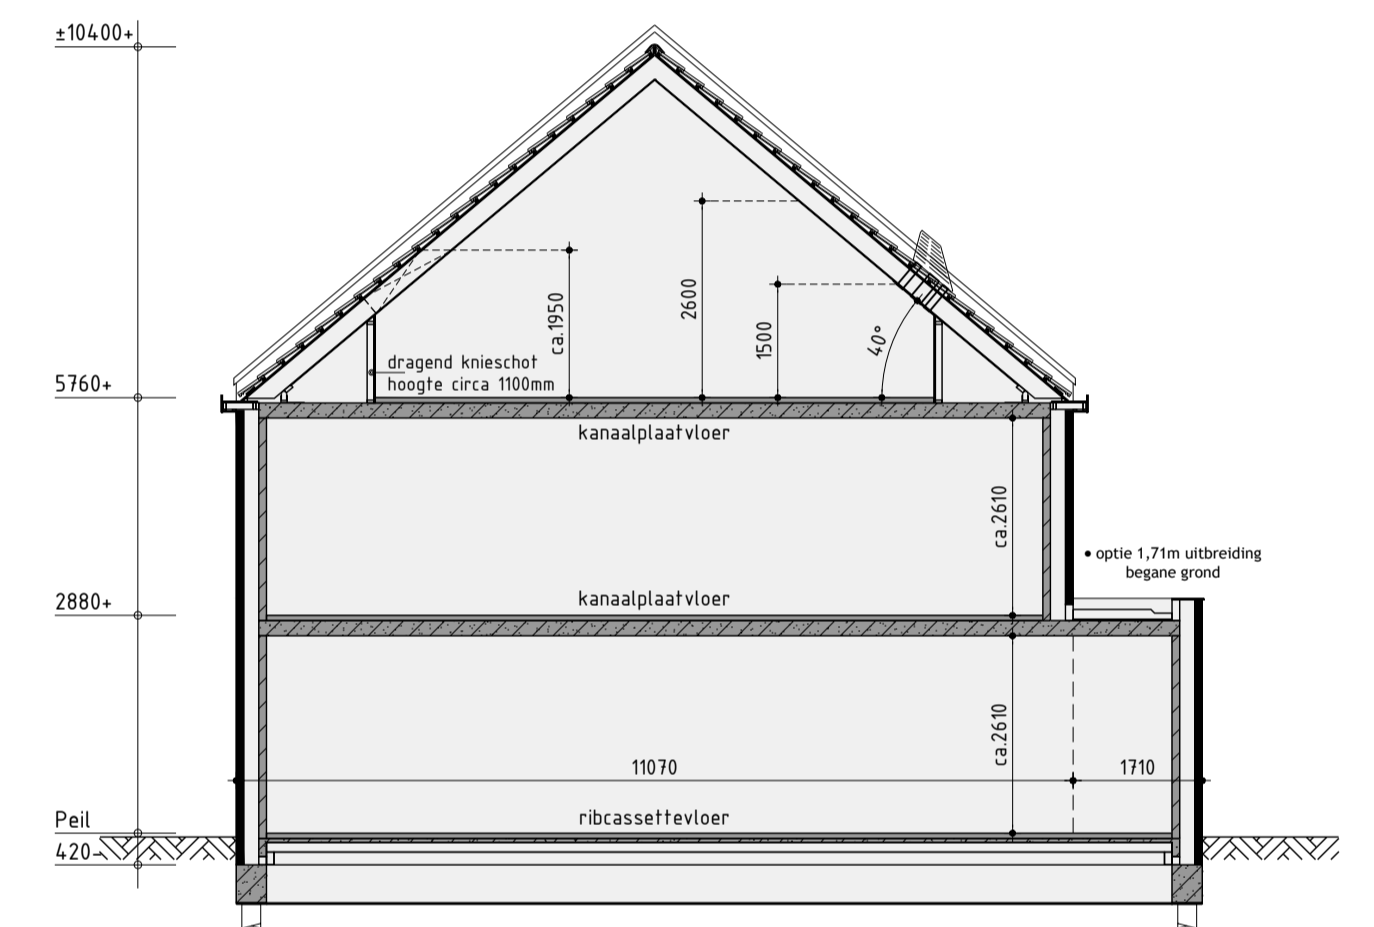 ±10400+
2600
ca.1950
1500
40°
dragend knieschot
hoogte circa 1100mm
5760+
kanaalplaatvloer
ca.2610
• optie 1,71m uitbreiding
begane grond
2880+
kanaalplaatvloer
ca.2610
11070
1710
Peil
ribcassettevloer
420-